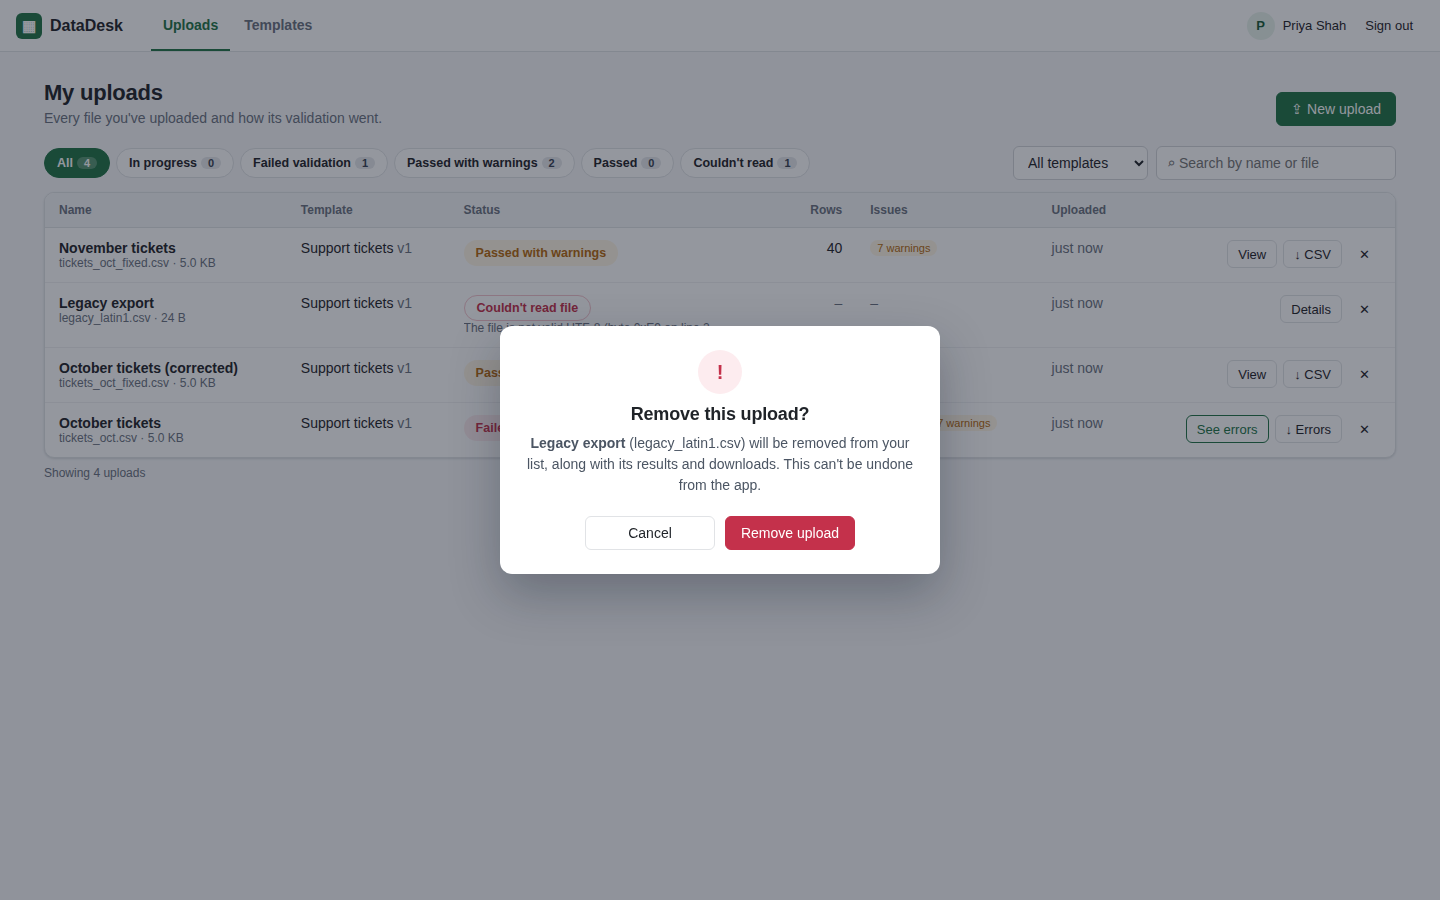 DataDesk Uploads Templates P Priya Shah Sign out
My uploads
Every file you've uploaded and how its validation went.
⇪ New upload
All 4 In progress 0 Failed validation 1 Passed with warnings 2 Passed 0 Couldn't read 1 All templates Search by name or file
Name Template Status Rows Issues Uploaded
November tickets Support tickets v1 Passed with warnings 40 7 warnings just now View ↓ CSV ✕
tickets_oct_fixed.csv · 5.0 KB
Legacy export Support tickets v1 Couldn't read file – – just now Details ✕
legacy_latin1.csv · 24 B
The file
October tickets (corrected) Support tickets v1 Pass just now View ↓ CSV ✕
tickets_oct_fixed.csv · 5.0 KB
October tickets Support tickets v1 Faile 7 warnings just now See errors ↓ Errors ✕
tickets_oct.csv · 5.0 KB
Showing 4 uploads
!
Remove this upload?
Legacy export (legacy_latin1.csv) will be removed from your
list, along with its results and downloads. This can't be undone
from the app.
Cancel Remove upload